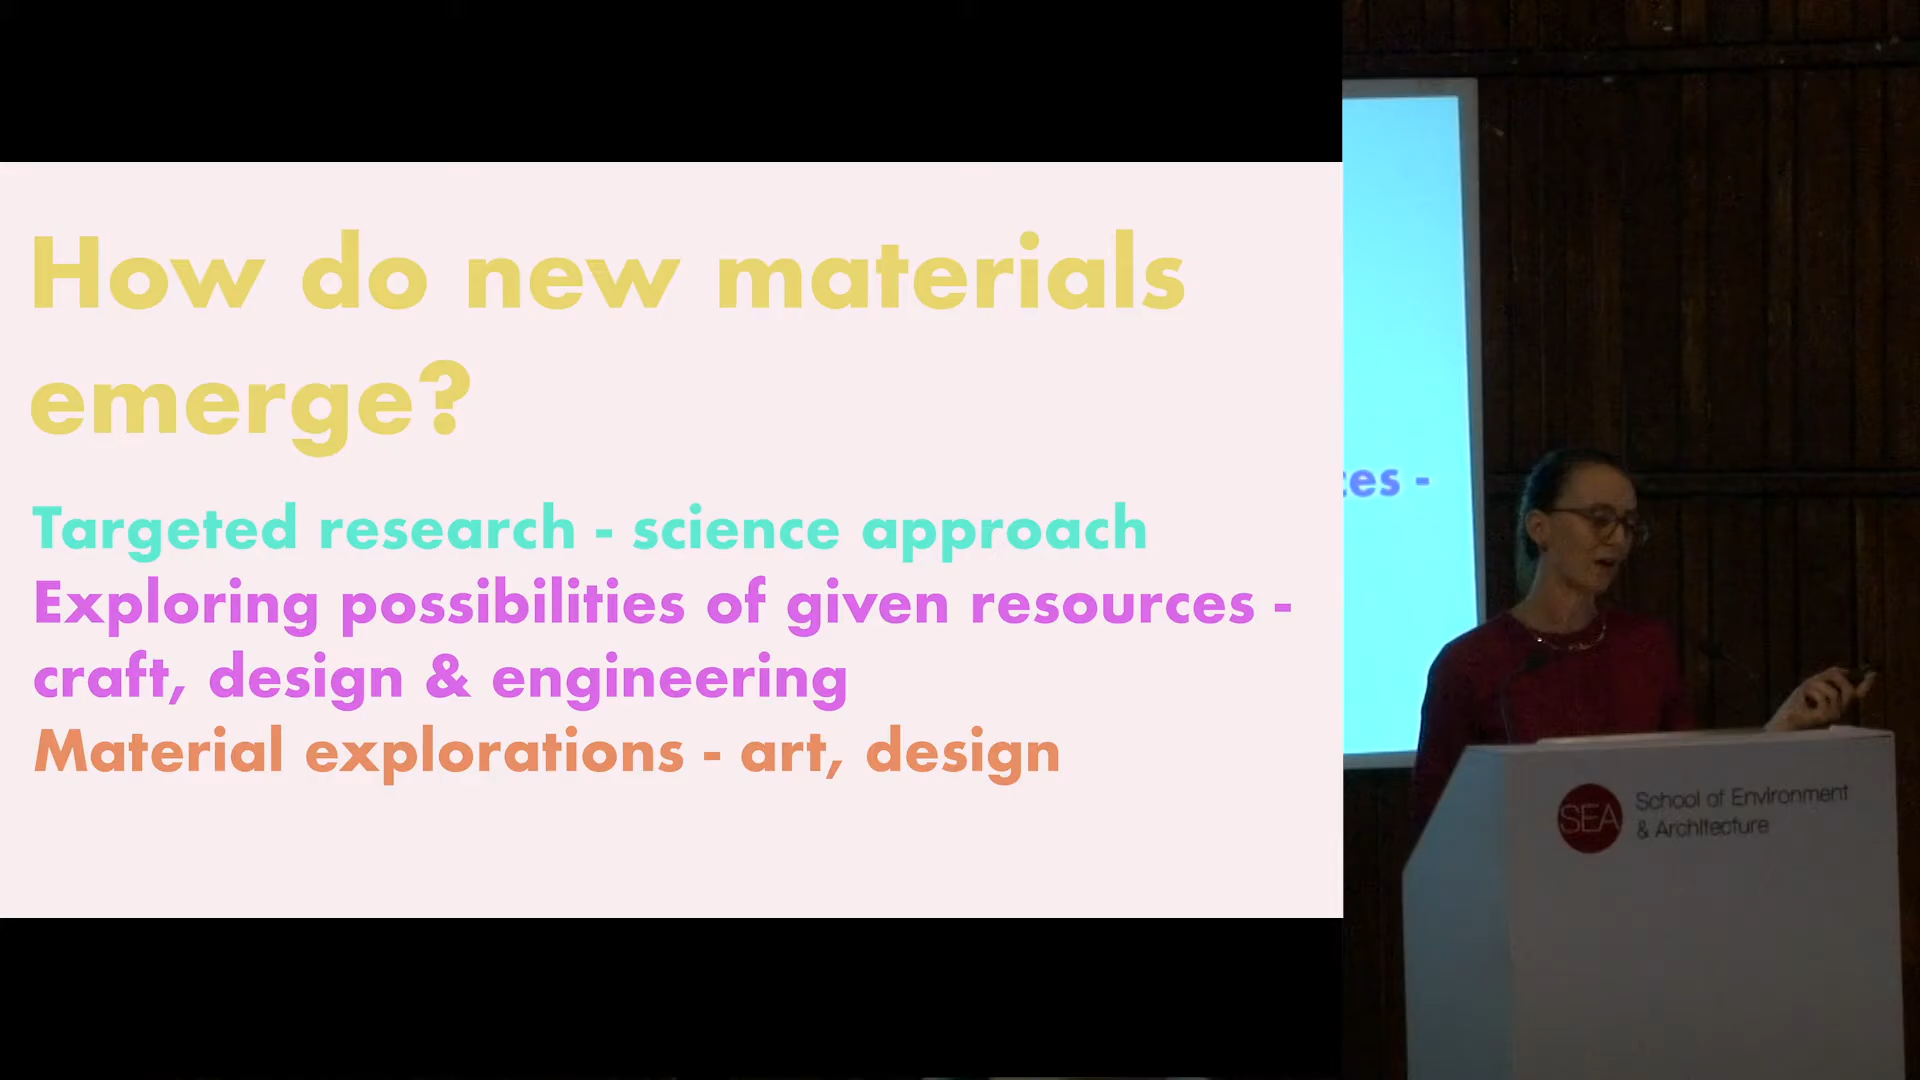 How do new materials
emerge?
Targeted research - science approach
Exploring possibilities of given resources -
craft, design & engineering
Material explorations - art, design
ces -
SEA
School of Environment
& Architecture